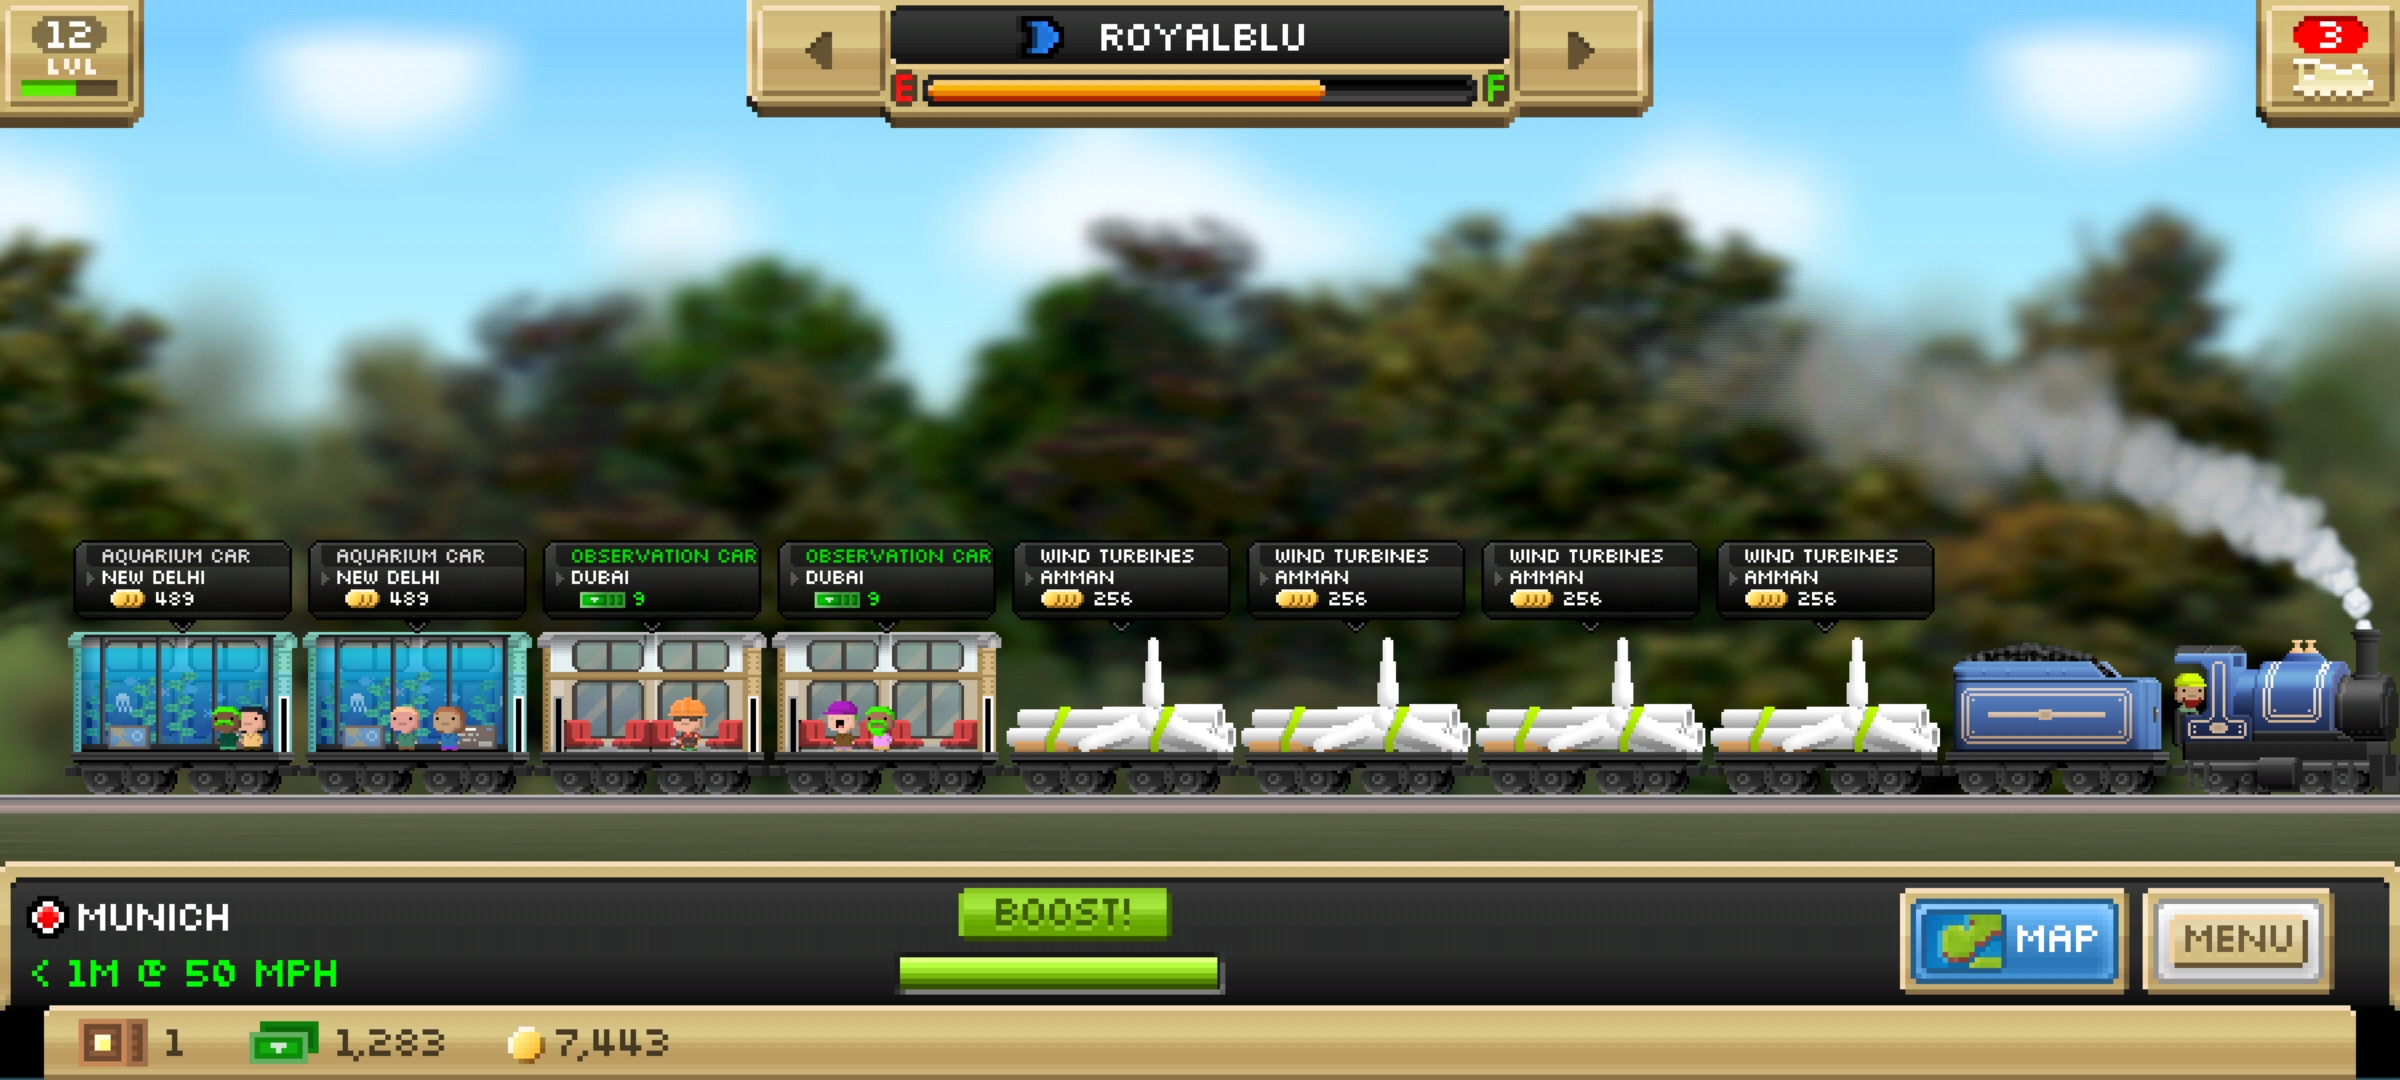 12
LVL
ROYALBLU
E
F
3
AQUARIUM CAR
NEW DELHI
489
AQUARIUM CAR
NEW DELHI
489
OBSERVATION CAR
DUBAI
9
OBSERVATION CAR
DUBAI
9
WIND TURBINES
AMMAN
256
WIND TURBINES
AMMAN
256
WIND TURBINES
AMMAN
256
WIND TURBINES
AMMAN
256
MUNICH
< 1M @ 50 MPH
BOOST!
MAP
MENU
1
1,283
7,443